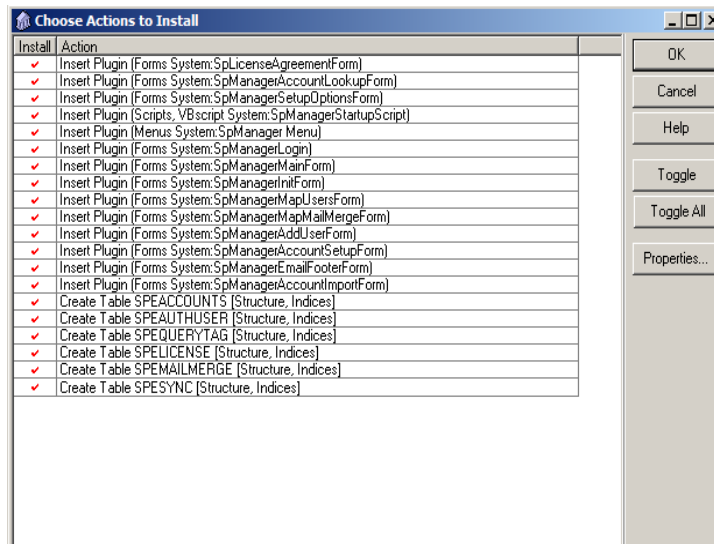 Choose Actions to Install
Install Action
Insert Plugin (Forms System:SpLicenseAgreementForm)
Insert Plugin (Forms System:SpManagerAccountLookupForm)
Insert Plugin (Forms System:SpManagerSetupOptionsForm)
Insert Plugin (Scripts, VBscript System:SpManagerStartupScript)
Insert Plugin (Menus System:SpManager Menu)
Insert Plugin (Forms System:SpManagerLogin)
Insert Plugin (Forms System:SpManagerMainForm)
Insert Plugin (Forms System:SpManagerInitForm)
Insert Plugin (Forms System:SpManagerMapUsersForm)
Insert Plugin (Forms System:SpManagerMapMailMergeForm)
Insert Plugin (Forms System:SpManagerAddUserForm)
Insert Plugin (Forms System:SpManagerAccountSetupForm)
Insert Plugin (Forms System:SpManagerEmailFooterForm)
Insert Plugin (Forms System:SpManagerAccountImportForm)
Create Table SPEACCOUNTS [Structure, Indices]
Create Table SPEAUTHUSER [Structure, Indices]
Create Table SPEQUERYTAG [Structure, Indices]
Create Table SPELICENSE [Structure, Indices]
Create Table SPEMAILMERGE [Structure, Indices]
Create Table SPESYNC [Structure, Indices]
OK
Cancel
Help
Toggle
Toggle All
Properties...